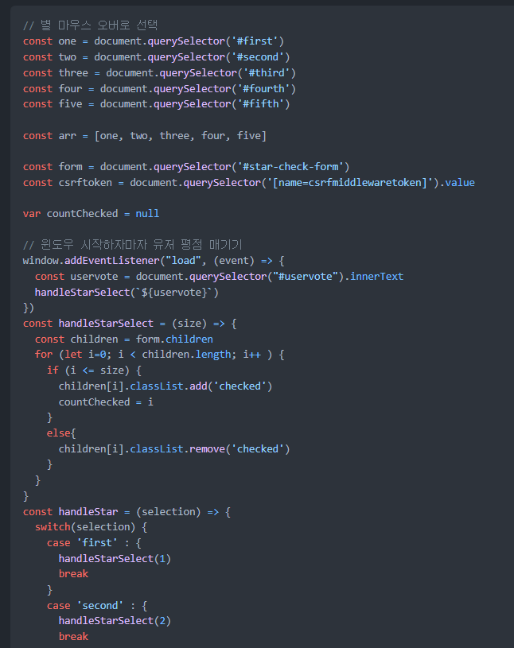 // 별 마우스 오버로 선택
const one = document.querySelector('#first')
const two = document.querySelector('#second')
const three = document.querySelector('#third')
const four = document.querySelector('#fourth')
const five = document.querySelector('#fifth')
const arr = [one, two, three, four, five]
const form = document.querySelector('#star-check-form')
const csrftoken = document.querySelector('[name=csrfmiddlewaretoken]').value
var countChecked = null
// 윈도우 시작하자마자 유저 평점 매기기
window.addEventListener("load", (event) => {
  const uservote = document.querySelector("#uservote").innerText
  handleStarSelect(`${uservote}`)
})
const handleStarSelect = (size) => {
  const children = form.children
  for (let i=0; i < children.length; i++ ) {
    if (i <= size) {
      children[i].classList.add('checked')
      countChecked = i
    }
    else{
      children[i].classList.remove('checked')
    }
  }
}
const handleStar = (selection) => {
  switch(selection) {
    case 'first' : {
      handleStarSelect(1)
      break
    }
    case 'second' : {
      handleStarSelect(2)
      break